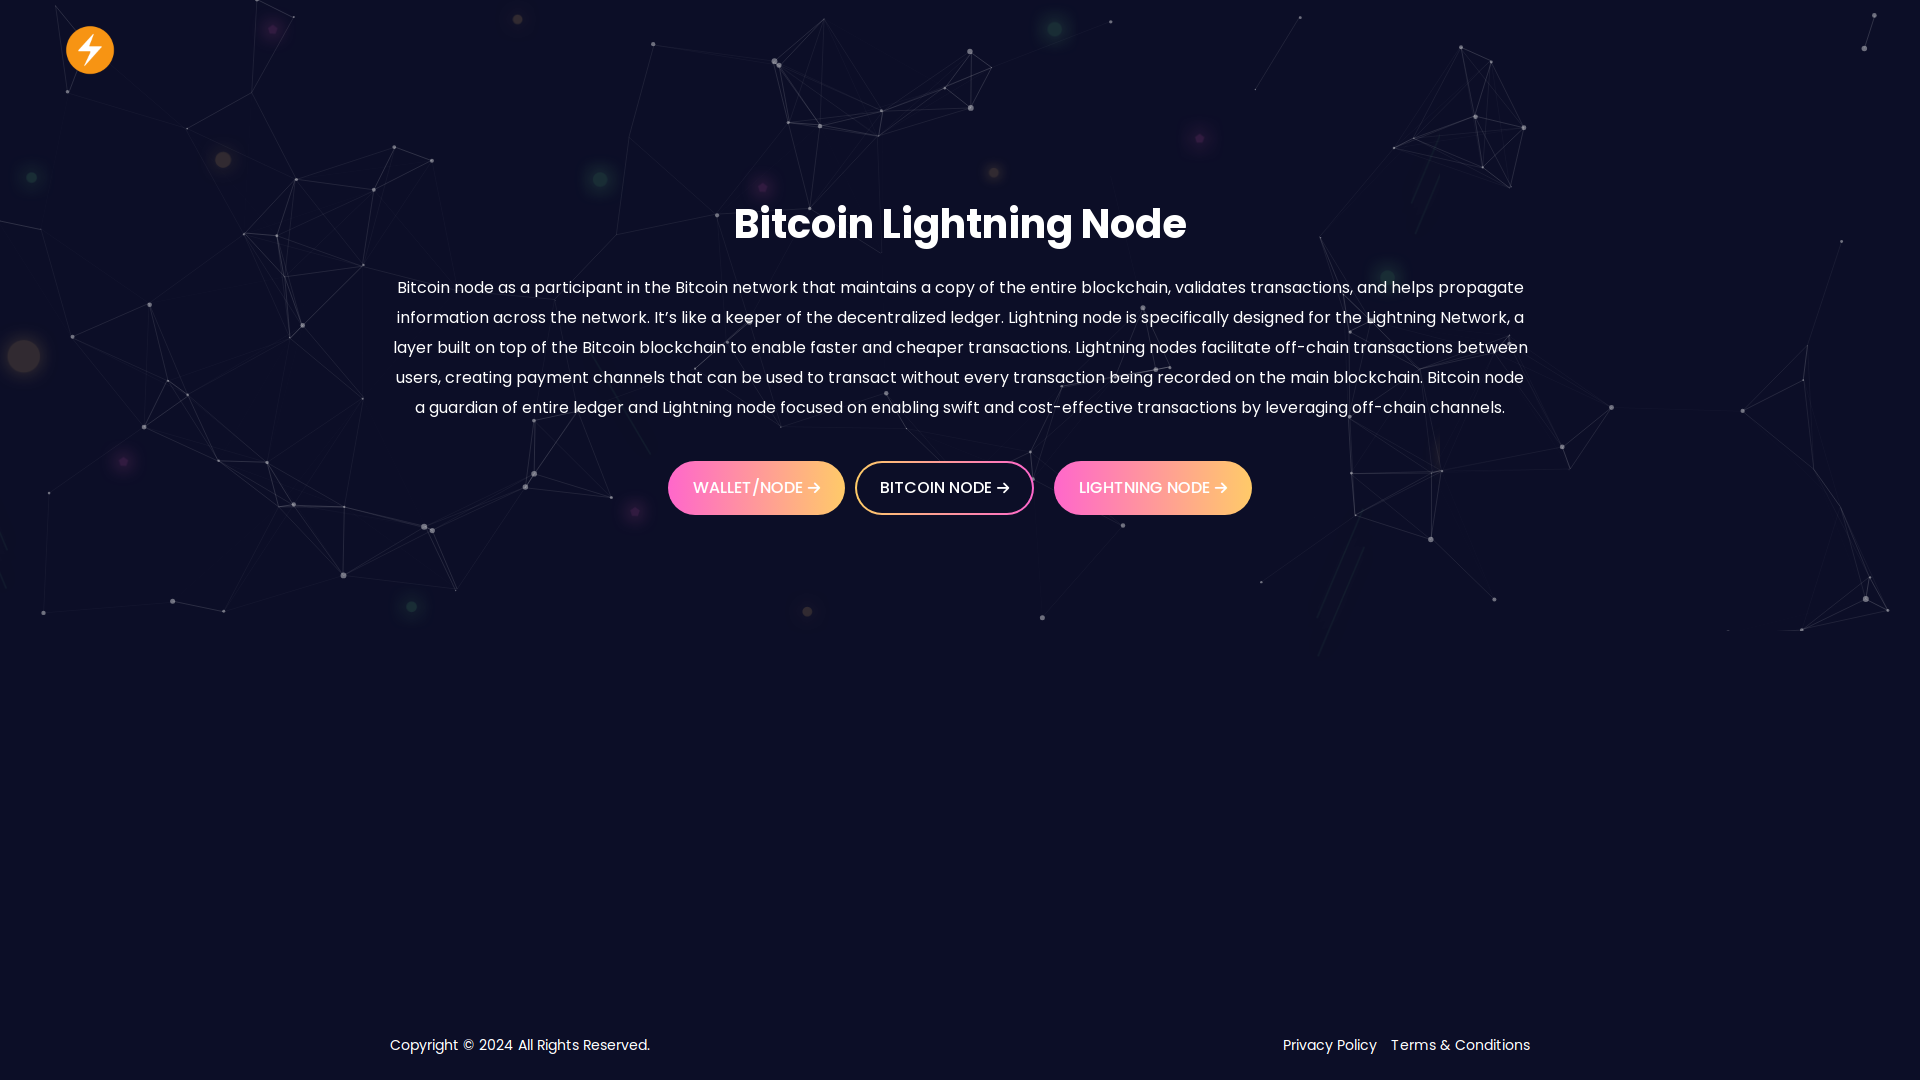 Bitcoin Lightning Node
Bitcoin node as a participant in the Bitcoin network that maintains a copy of the entire blockchain, validates transactions, and helps propagate
information across the network. It’s like a keeper of the decentralized ledger. Lightning node is specifically designed for the Lightning Network, a
layer built on top of the Bitcoin blockchain to enable faster and cheaper transactions. Lightning nodes facilitate off-chain transactions between
users, creating payment channels that can be used to transact without every transaction being recorded on the main blockchain. Bitcoin node
a guardian of entire ledger and Lightning node focused on enabling swift and cost-effective transactions by leveraging off-chain channels.
WALLET/NODE → BITCOIN NODE → LIGHTNING NODE →
Copyright © 2024 All Rights Reserved. Privacy Policy Terms & Conditions